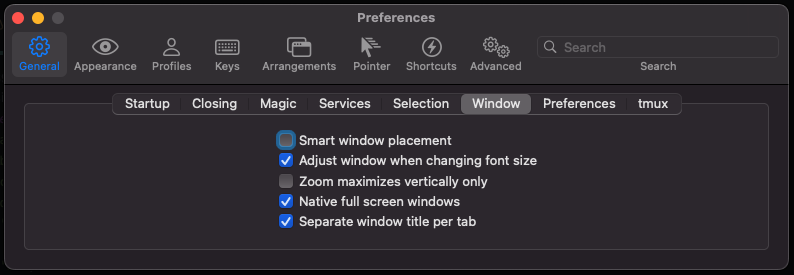 Preferences
General Appearance Profiles Keys Arrangements Pointer Shortcuts Advanced Search
Search
Startup Closing Magic Services Selection Window Preferences tmux
Smart window placement
Adjust window when changing font size
Zoom maximizes vertically only
Native full screen windows
Separate window title per tab